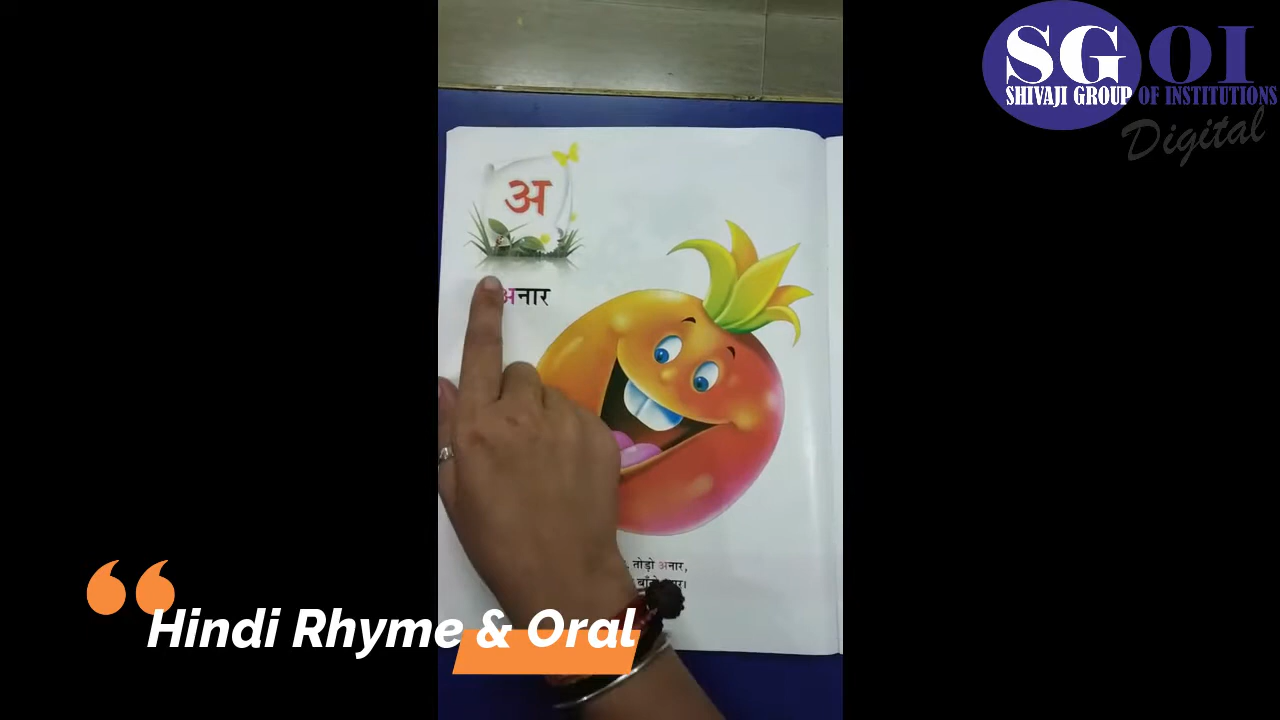 SGOI
SHIVAJI GROUP OF INSTITUTIONS
Digital
अ
अनार
तोड़ो अनार,
Hindi Rhyme & Oral